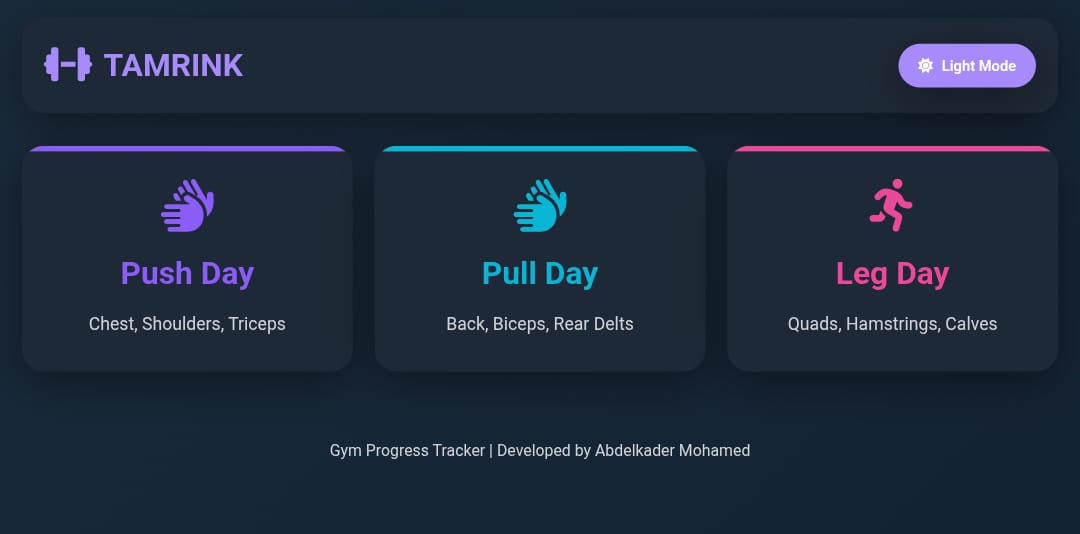 TAMRINK
Light Mode
Push Day
Chest, Shoulders, Triceps
Pull Day
Back, Biceps, Rear Delts
Leg Day
Quads, Hamstrings, Calves
Gym Progress Tracker | Developed by Abdelkader Mohamed